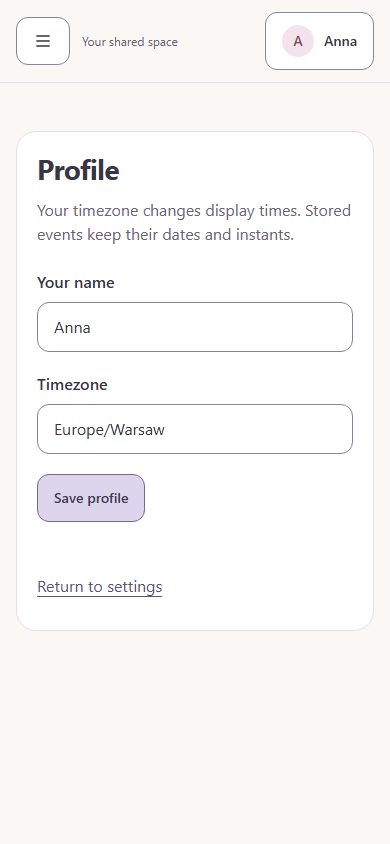 Your shared space
A
Anna
Profile
Your timezone changes display times. Stored
events keep their dates and instants.
Your name
Anna
Timezone
Europe/Warsaw
Save profile
Return to settings